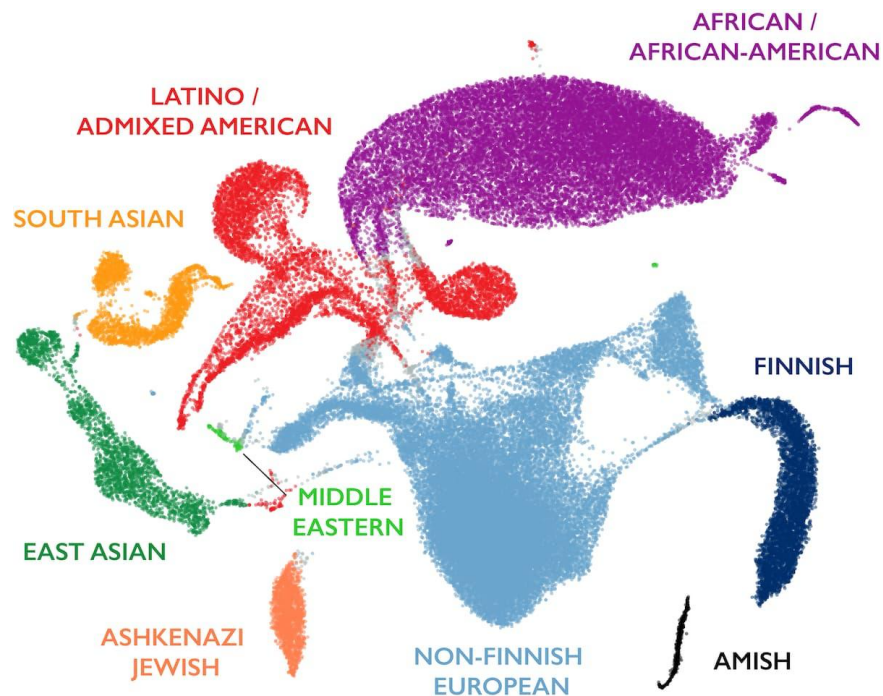 AFRICAN /
AFRICAN-AMERICAN
LATINO /
ADMIXED AMERICAN
SOUTH ASIAN
FINNISH
MIDDLE
EASTERN
EAST ASIAN
ASHKENAZI
JEWISH
NON-FINNISH
EUROPEAN
AMISH